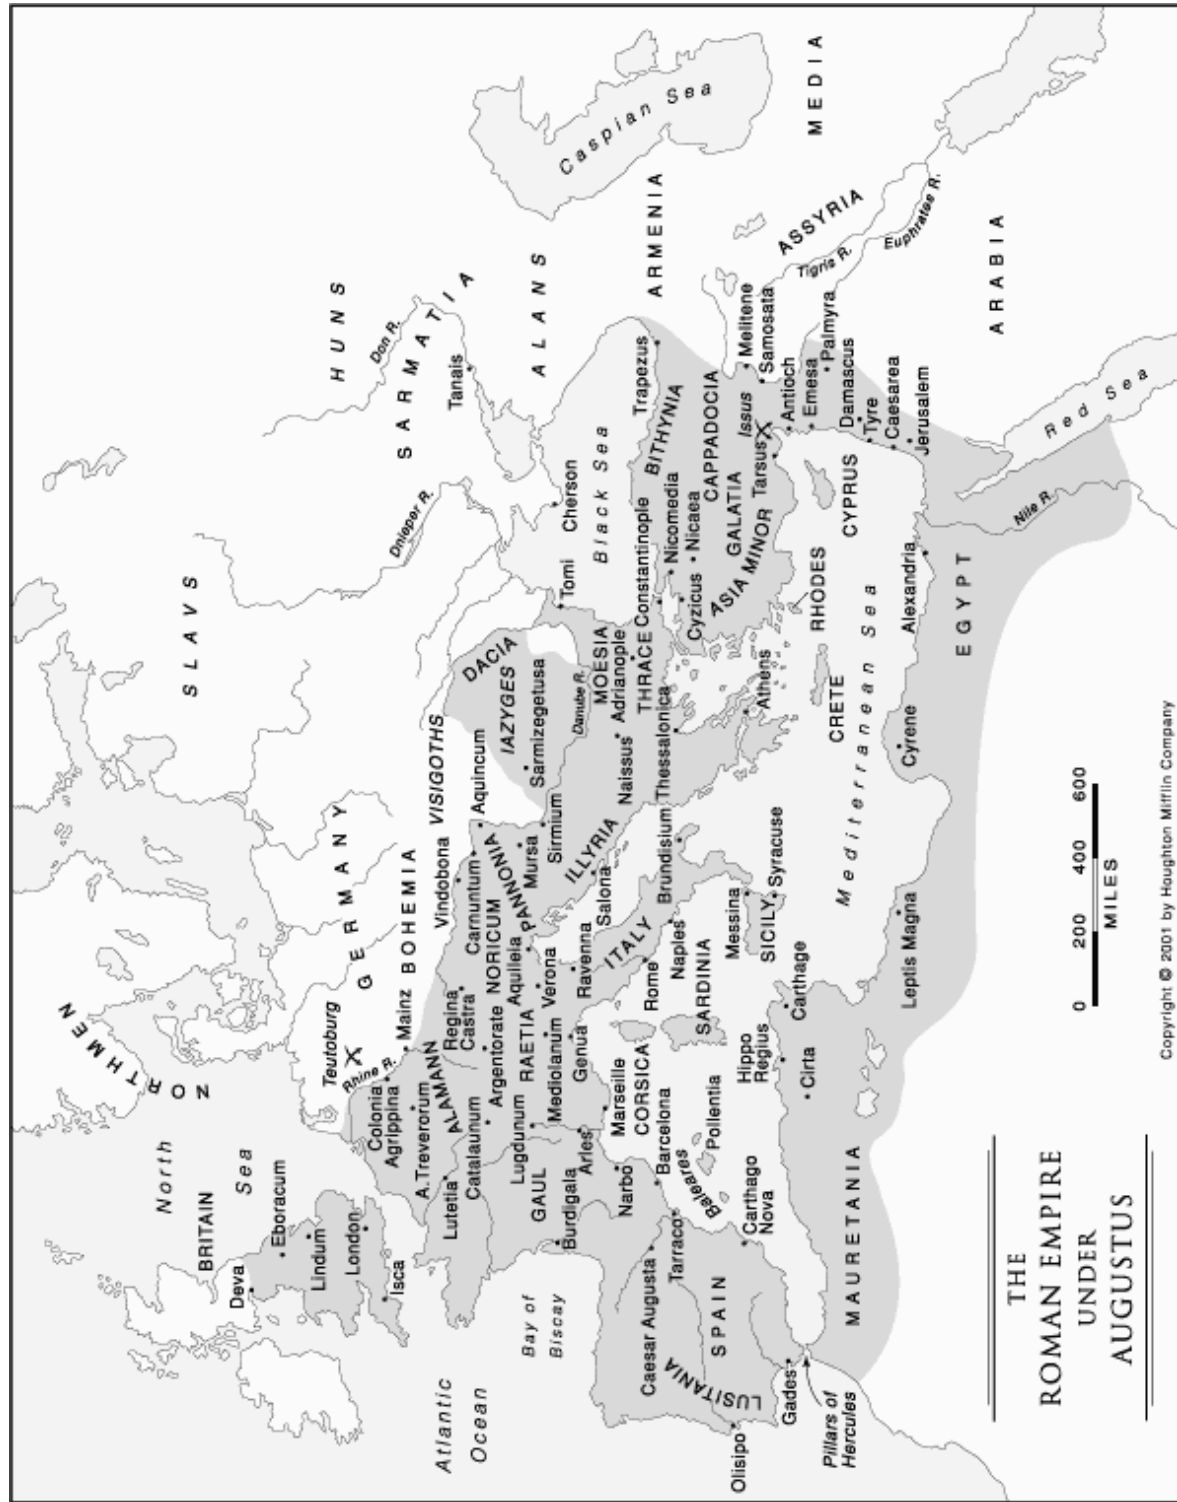 THE
ROMAN EMPIRE
UNDER
AUGUSTUS
NORTHMEN
North
Sea
BRITAIN
Deva
Eboracum
Lindum
London
Isca
Atlantic
Ocean
Bay of
Biscay
SLAVS
HUNS
Don R.
SARMATIA
Tanais
ALANS
Dnieper R.
Cherson
Black Sea
Caspian Sea
ARMENIA
MEDIA
ASSYRIA
Tigris R.
Euphrates R.
ARABIA
Teutoburg
GERMANY
Rhine R.
Mainz
BOHEMIA
VISIGOTHS
Colonia
Agrippina
A.Treverorum
ALAMANN
Lutetia
Catalaunum
Argentorate
Regina
Castra
Vindobona
Carnuntum
Aquincum
NORICUM
PANNONIA
Aquileia
RAETIA
Mursa
Sirmium
IAZYGES
DACIA
Sarmizegetusa
Tomi
Danube R.
MOESIA
Lugdunum
GAUL
Burdigala
Mediolanum
Verona
Genua
Ravenna
Arles
Narbo
Marseille
ILLYRIA
Salona
Naissus
Adrianople
THRACE
Constantinople
Thessalonica
Trapezus
BITHYNIA
Nicomedia
Nicaea
Cyzicus
CAPPADOCIA
GALATIA
ASIA MINOR
Tarsus
Issus
Melitene
Samosata
Antioch
Emesa
Palmyra
Damascus
Tyre
Caesarea
Jerusalem
CYPRUS
RHODES
CRETE
Athens
ITALY
Rome
Naples
Brundisium
CORSICA
SARDINIA
Messina
SICILY
Syracuse
Barcelona
Baleares
Pollentia
Tarraco
Caesar Augusta
SPAIN
LUSITANIA
Olisipo
Gades
Pillars of
Hercules
Carthago
Nova
Hippo
Regius
Cirta
Carthage
MAURETANIA
Mediterranean Sea
Leptis Magna
Cyrene
Alexandria
EGYPT
Nile R.
Red Sea
0 200 400 600
MILES
Copyright © 2001 by Houghton Mifflin Company